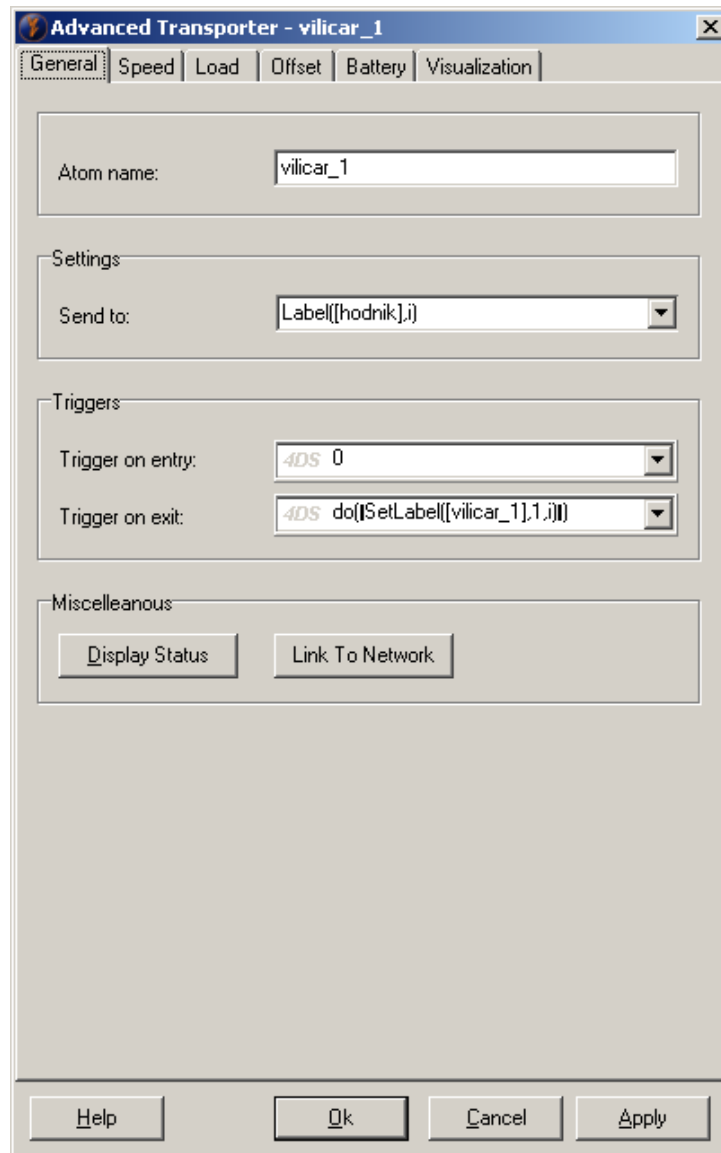 Advanced Transporter - vilicar_1
General Speed Load Offset Battery Visualization
Atom name: vilicar_1
Settings
Send to: Label([hodnik],i)
Triggers
Trigger on entry: 4DS 0
Trigger on exit: 4DS do(|SetLabel([vilicar_1],1,i)|)
Miscelleanous
Display Status Link To Network
Help Ok Cancel Apply